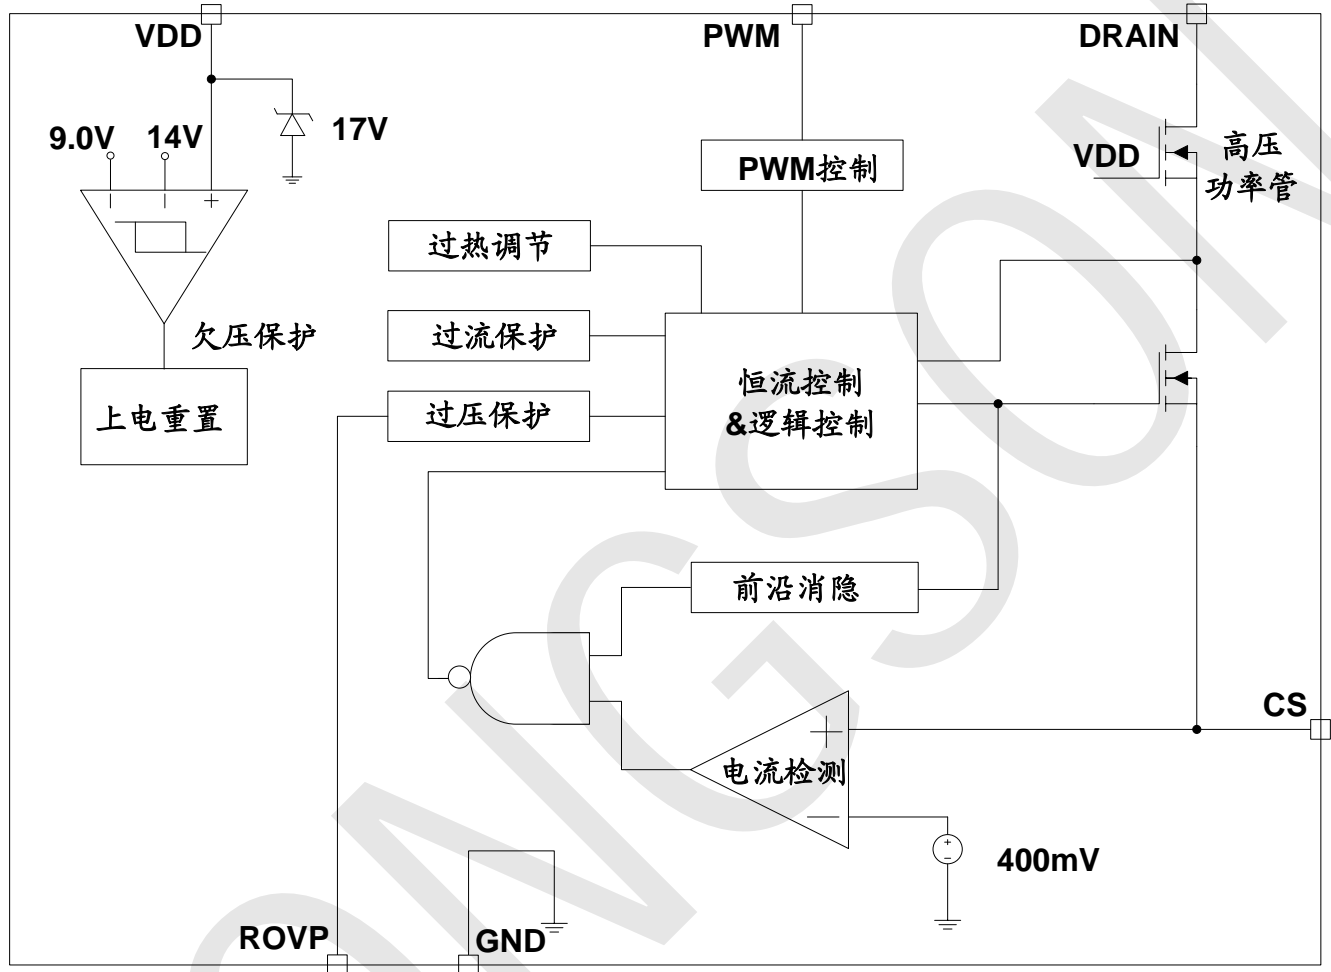 VDD
PWM
DRAIN
9.0V
14V
17V
PWM控制
VDD
高压
功率管
过热调节
过流保护
欠压保护
上电重置
过压保护
恒流控制
&逻辑控制
前沿消隐
CS
电流检测
400mV
ROVP
GND
ONGSON